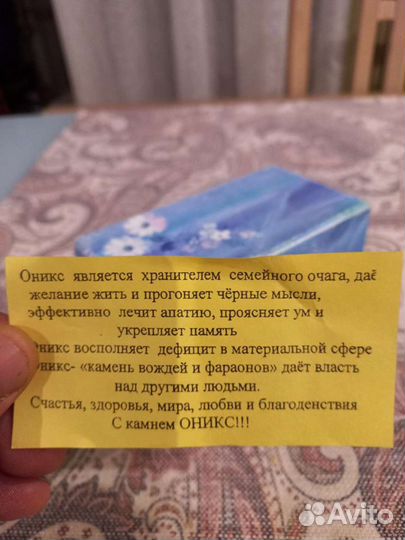 Оникс является хранителем семейного очага, даё
желание жить и прогоняет чёрные мысли,
эффективно лечит апатию, проясняет ум и
укрепляет память
Оникс восполняет дефицит в материальной сфере
Оникс- «камень вождей и фараонов» даёт власть
над другими людьми.
Счастья, здоровья, мира, любви и благоденствия
С камнем ОНИКС!!!
Avito